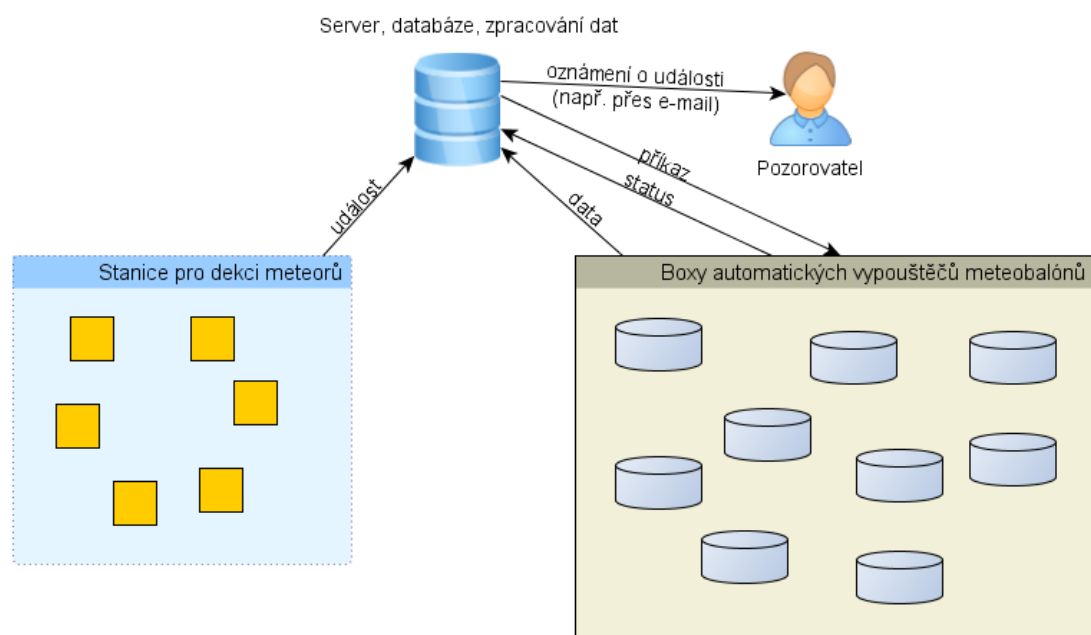 Server, databáze, zpracování dat
oznámení o události
(např. přes e-mail)
Pozorovatel
příkaz
status
data
událost
Stanice pro dekci meteorů
Boxy automatických vypouštěčů meteobalónů